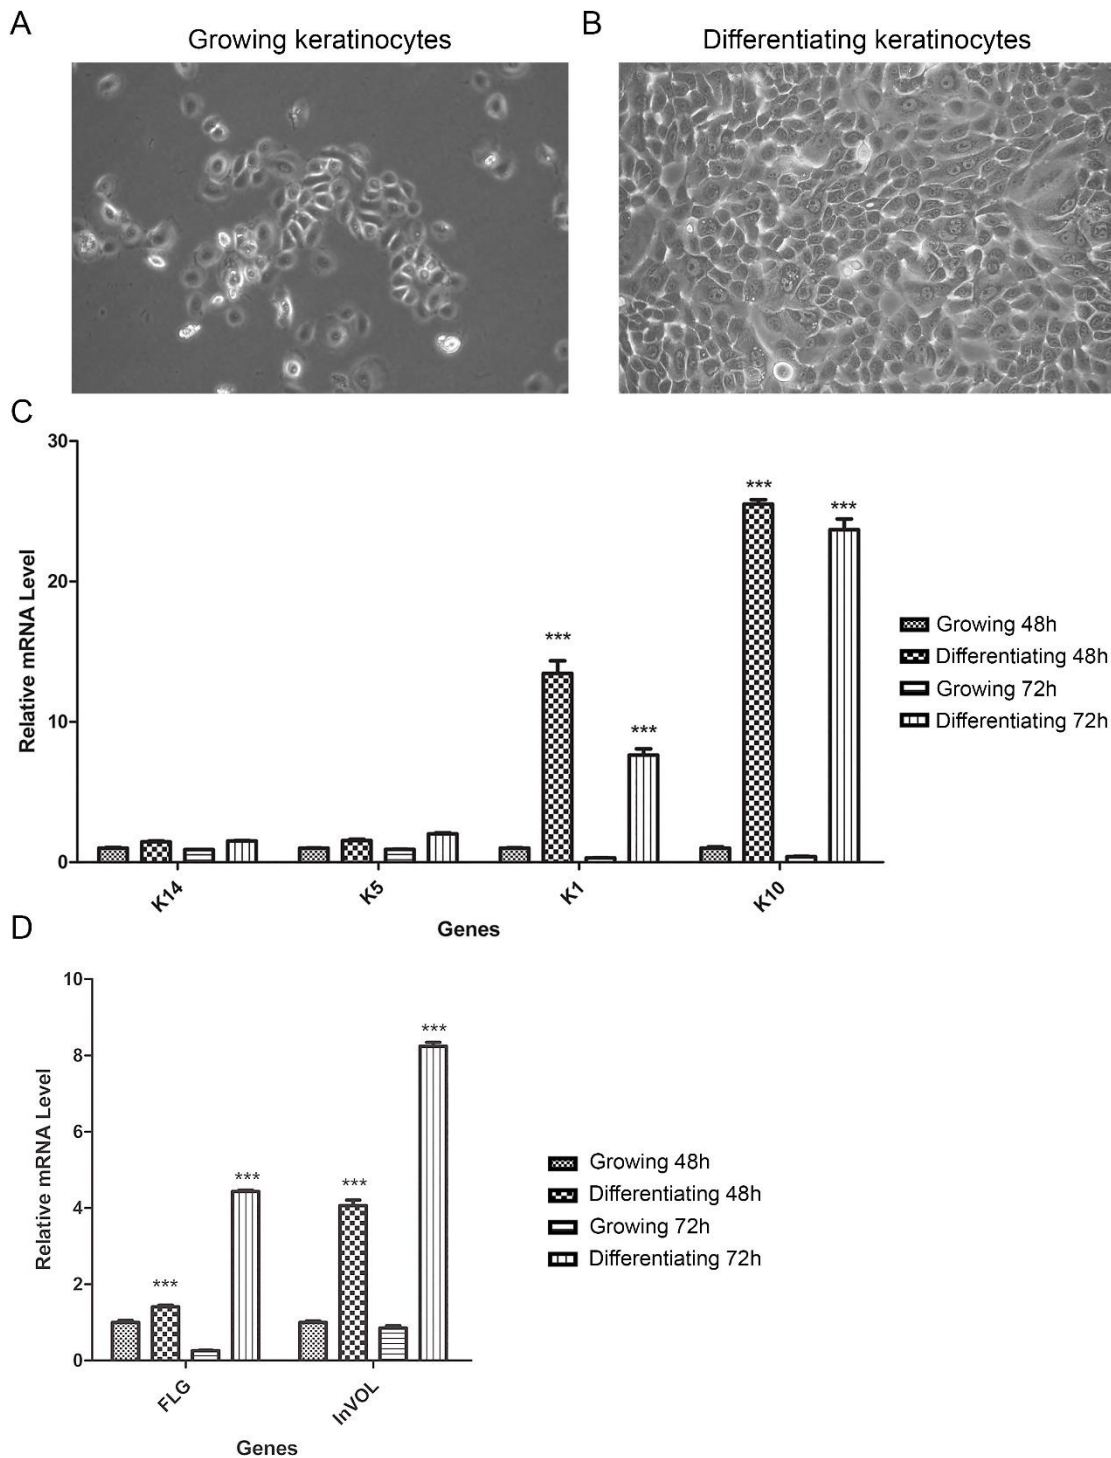 A
Growing keratinocytes
B
Differentiating keratinocytes
C
30
20
10
0
Relative mRNA Level
***
***
***
***
K14
K5
K1
K10
Genes
Growing 48h
Differentiating 48h
Growing 72h
Differentiating 72h
D
10
8
6
4
2
0
Relative mRNA Level
***
***
***
***
FLG
InVOL
Genes
Growing 48h
Differentiating 48h
Growing 72h
Differentiating 72h